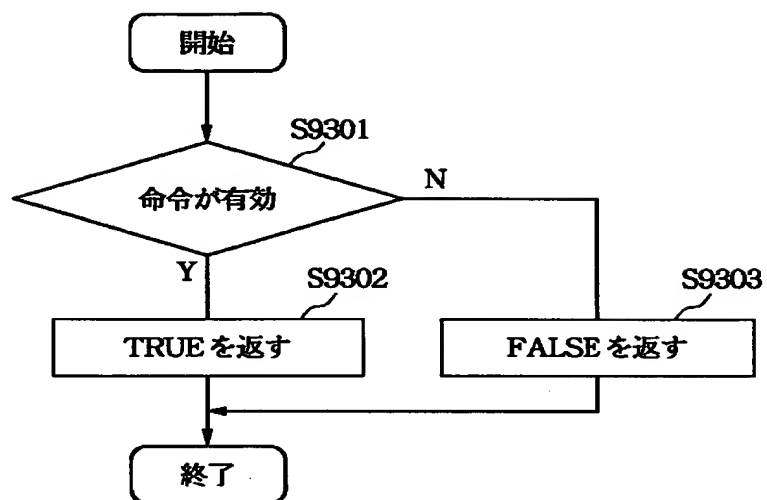 開始
S9301
命令が有効
N
Y
S9302
S9303
TRUEを返す
FALSEを返す
終了